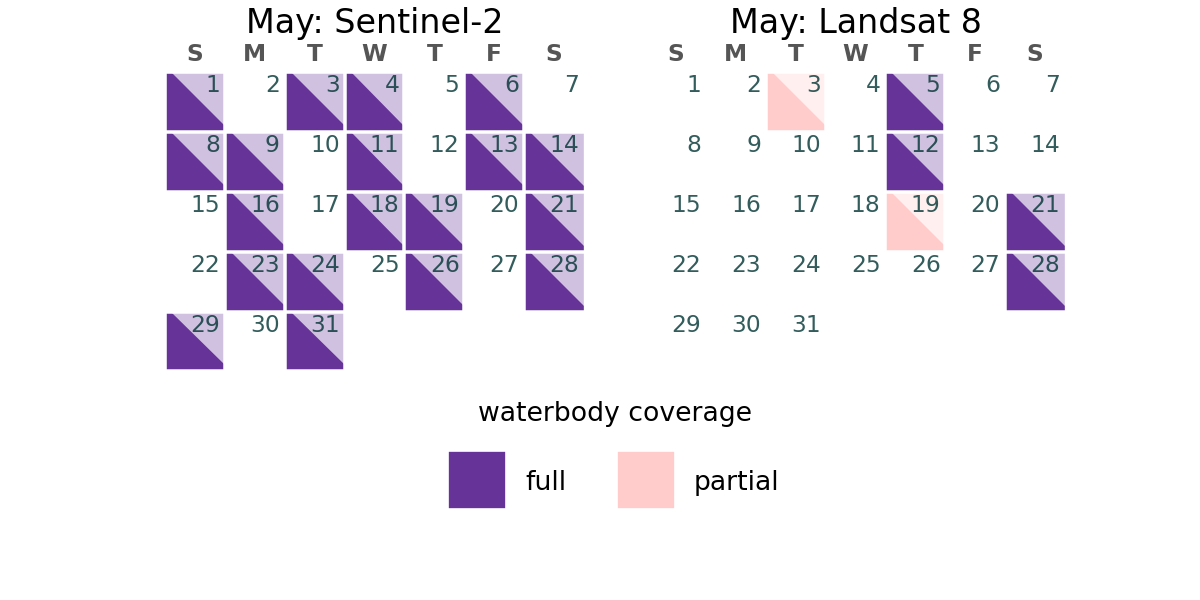 May: Sentinel-2
S M T W T F S
1 2 3 4 5 6 7
8 9 10 11 12 13 14
15 16 17 18 19 20 21
22 23 24 25 26 27 28
29 30 31
May: Landsat 8
S M T W T F S
1 2 3 4 5 6 7
8 9 10 11 12 13 14
15 16 17 18 19 20 21
22 23 24 25 26 27 28
29 30 31
waterbody coverage
full
partial